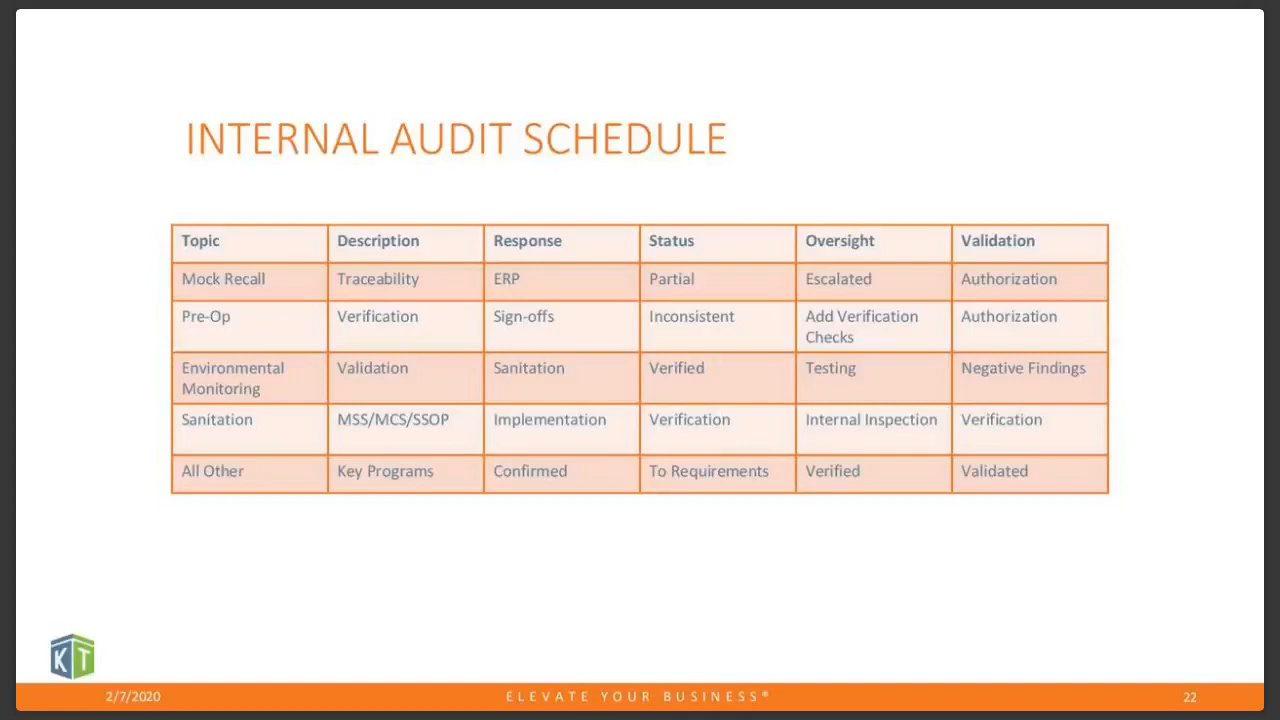 INTERNAL AUDIT SCHEDULE
Topic Description Response Status Oversight Validation
Mock Recall Traceability ERP Partial Escalated Authorization
Pre-Op Verification Sign-offs Inconsistent Add Verification Authorization
Checks
Environmental Validation Sanitation Verified Testing Negative Findings
Monitoring
Sanitation MSS/MCS/SSOP Implementation Verification Internal Inspection Verification
All Other Key Programs Confirmed To Requirements Verified Validated
KT
2/7/2020 ELEVATE YOUR BUSINESS® 22